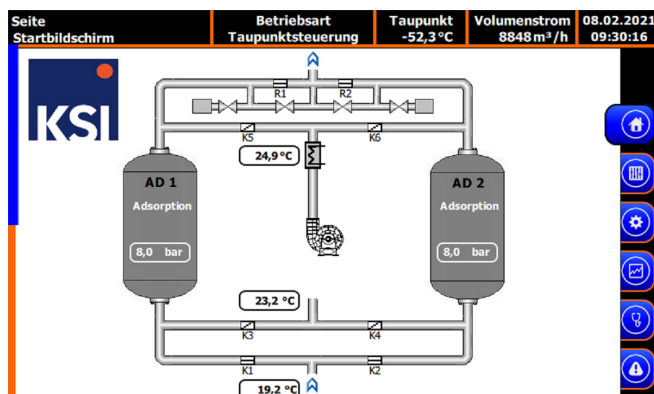 Seite
Startbildschirm
Betriebsart
Taupunktsteuerung
Taupunkt
-52,3°C
Volumenstrom
8848 m³/h
08.02.2021
09:30:16
KSI
R1
R2
K5
K6
24,9 °C
AD 1
Adsorption
8,0 bar
AD 2
Adsorption
8,0 bar
23,2 °C
K3
K4
K1
K2
19,2 °C